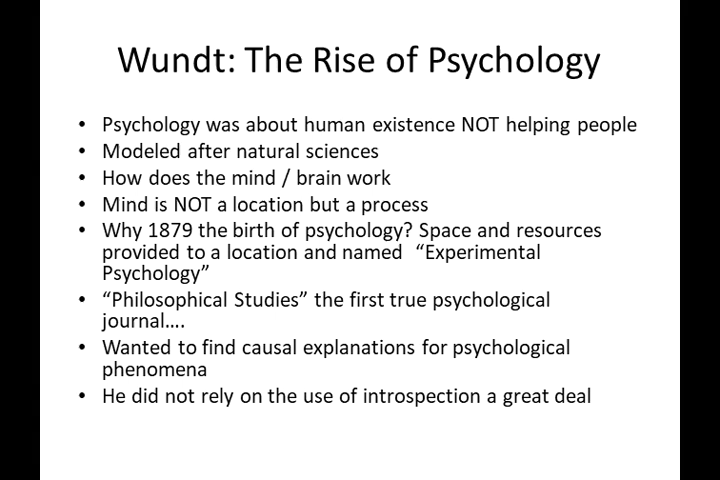 Wundt: The Rise of Psychology
• Psychology was about human existence NOT helping people
• Modeled after natural sciences
• How does the mind / brain work
• Mind is NOT a location but a process
• Why 1879 the birth of psychology? Space and resources
provided to a location and named “Experimental
Psychology”
• “Philosophical Studies” the first true psychological
journal….
• Wanted to find causal explanations for psychological
phenomena
• He did not rely on the use of introspection a great deal